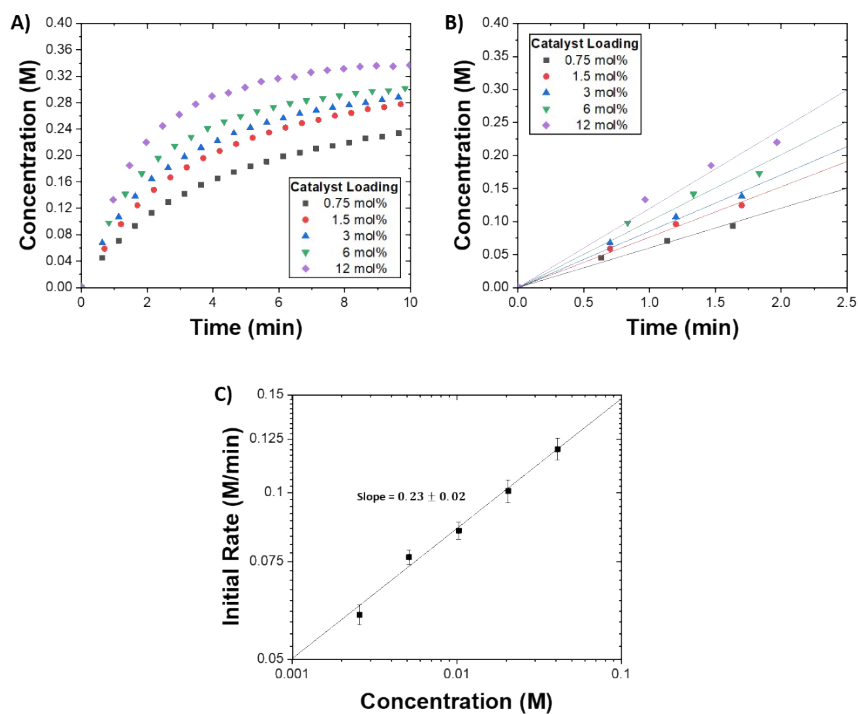 A)
Concentration (M)
0.40
0.36
0.32
0.28
0.24
0.20
0.16
0.12
0.08
0.04
0.00
Catalyst Loading
0.75 mol%
1.5 mol%
3 mol%
6 mol%
12 mol%
0 2 4 6 8 10
Time (min)
B)
Concentration (M)
0.40
0.35
0.30
0.25
0.20
0.15
0.10
0.05
0.00
Catalyst Loading
0.75 mol%
1.5 mol%
3 mol%
6 mol%
12 mol%
0.0 0.5 1.0 1.5 2.0 2.5
Time (min)
C)
Initial Rate (M/min)
0.15
0.125
0.1
0.075
0.05
Slope = 0.23 ± 0.02
0.001 0.01 0.1
Concentration (M)